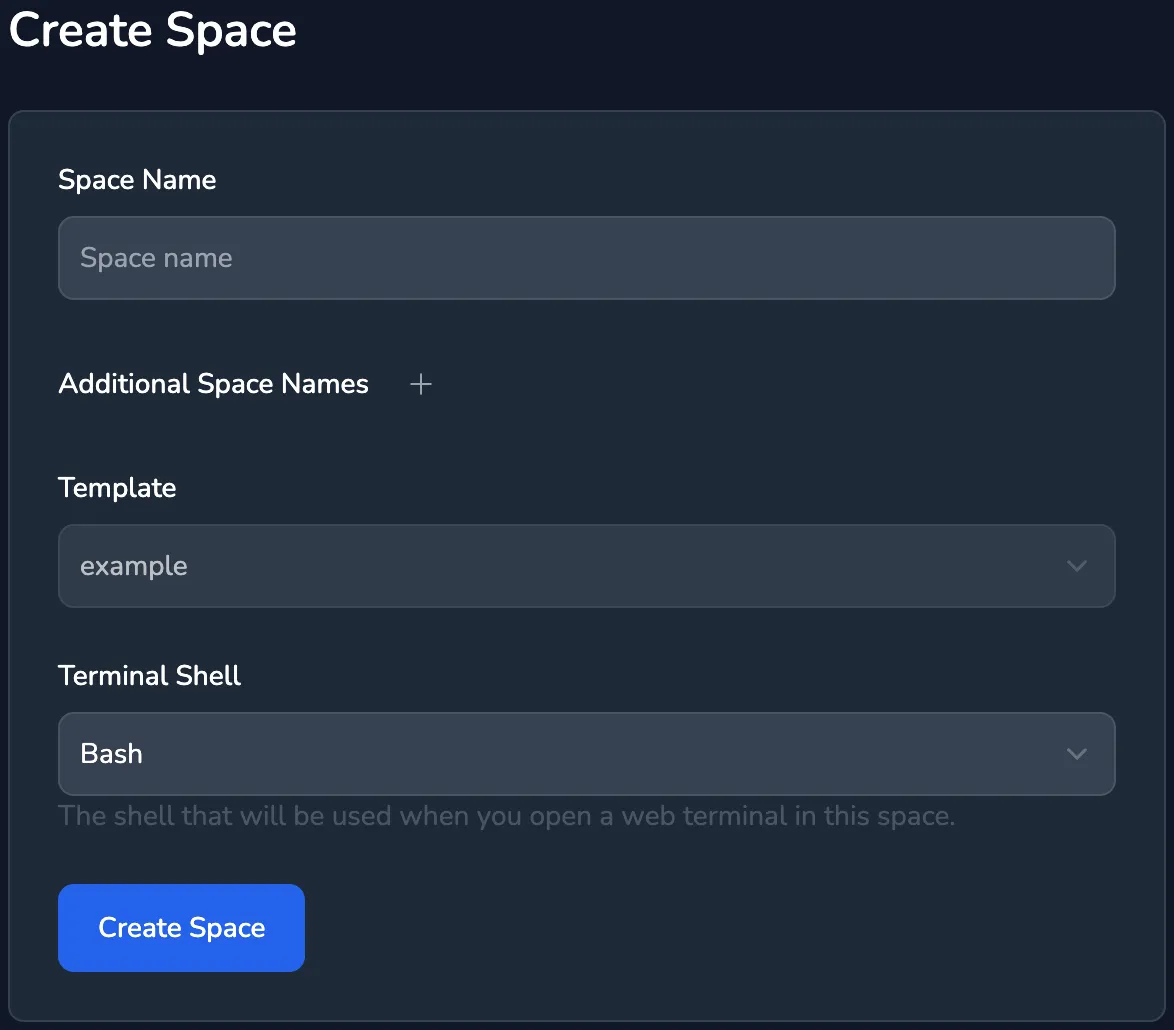 Create Space
Space Name
Space name
Additional Space Names +
Template
example
Terminal Shell
Bash
The shell that will be used when you open a web terminal in this space.
Create Space